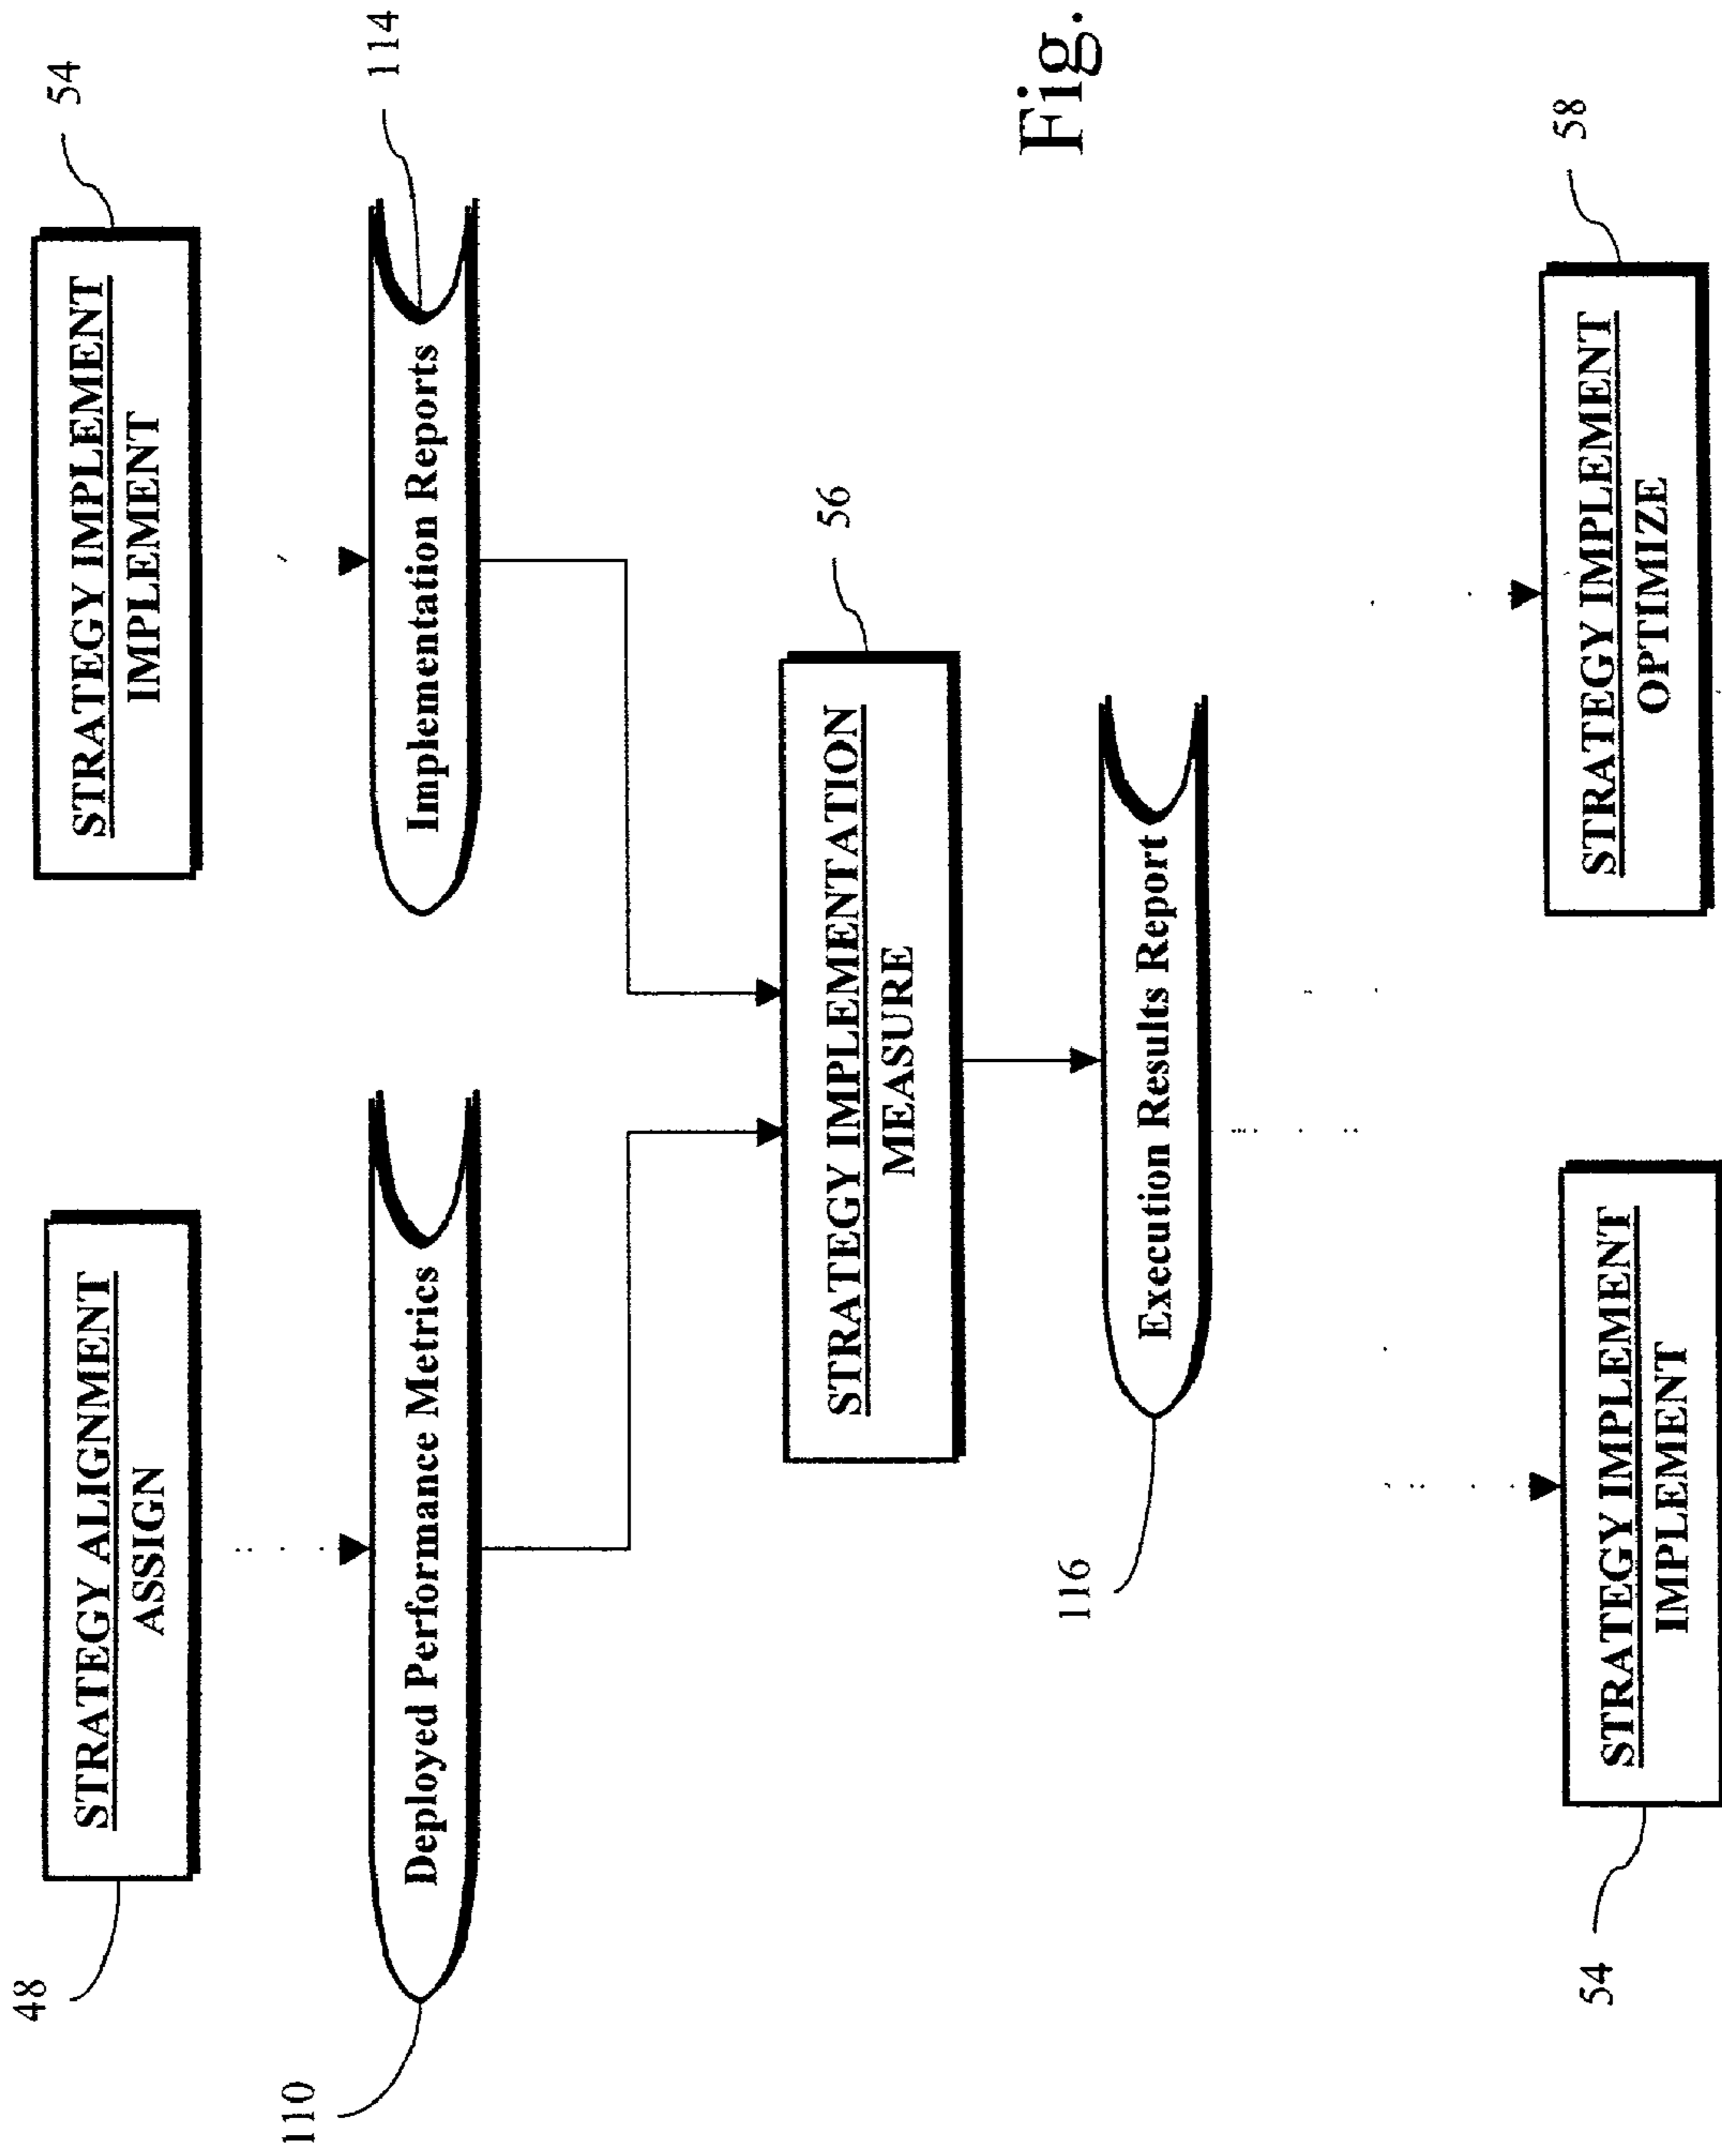 48
STRATEGY ALIGNMENT
ASSIGN
54
STRATEGY IMPLEMENT
IMPLEMENT
110
Deployed Performance Metrics
114
Implementation Reports
56
STRATEGY IMPLEMENTATION
MEASURE
116
Execution Results Report
Fig.
54
STRATEGY IMPLEMENT
IMPLEMENT
58
STRATEGY IMPLEMENT
OPTIMIZE